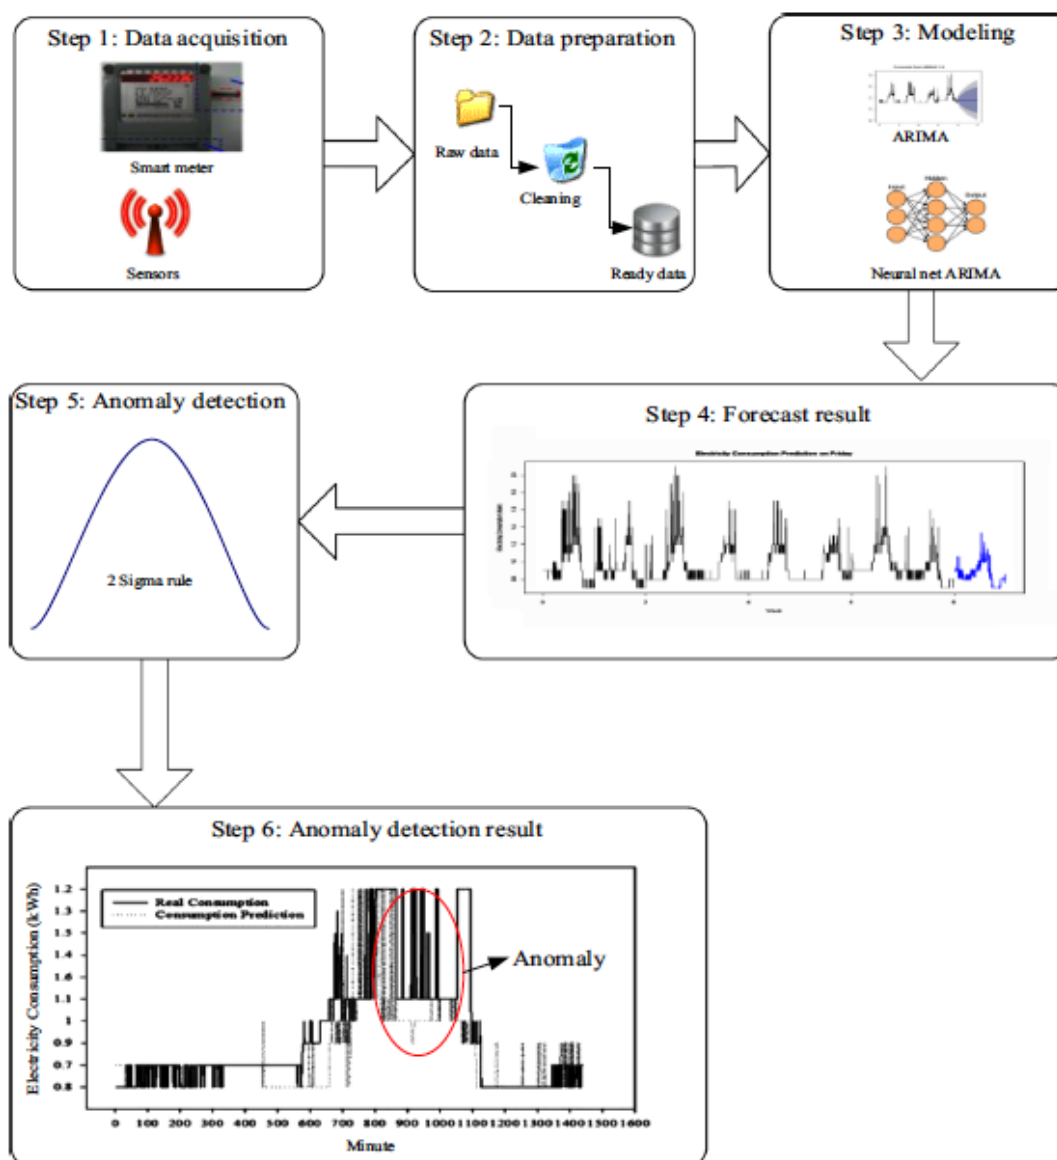 Step 1: Data acquisition
Smart meter
Sensors
Step 2: Data preparation
Raw data
Cleaning
Ready data
Step 3: Modeling
ARIMA
Input
Hidden
Output
Neural net ARIMA
Step 4: Forecast result
Electricity Consumption Prediction on Friday
Step 5: Anomaly detection
2 Sigma rule
Step 6: Anomaly detection result
Real Consumption
Consumption Prediction
Anomaly
Electricity Consumption (kWh)
1.2
1.3
1.4
1.6
1.1
1
0.9
0.7
0.8
0 100 200 300 400 500 600 700 800 900 1000 1100 1200 1300 1400 1500 1600
Minute